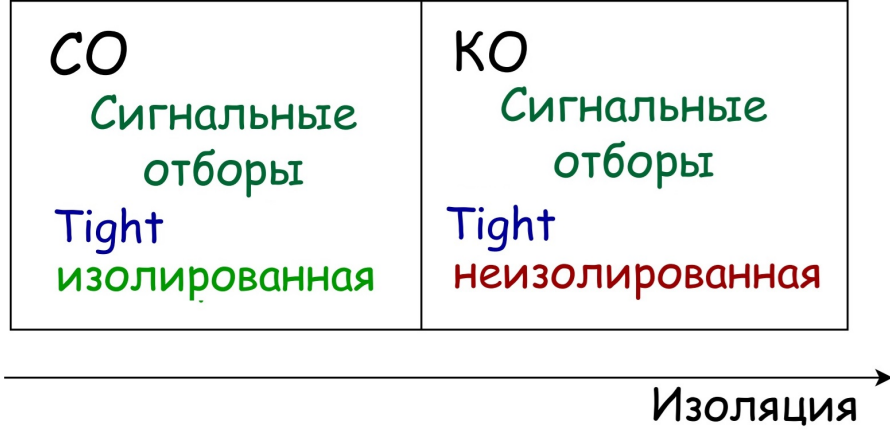 СО
Сигнальные
отборы
Tight
изолированная
КО
Сигнальные
отборы
Tight
неизолированная
Изоляция